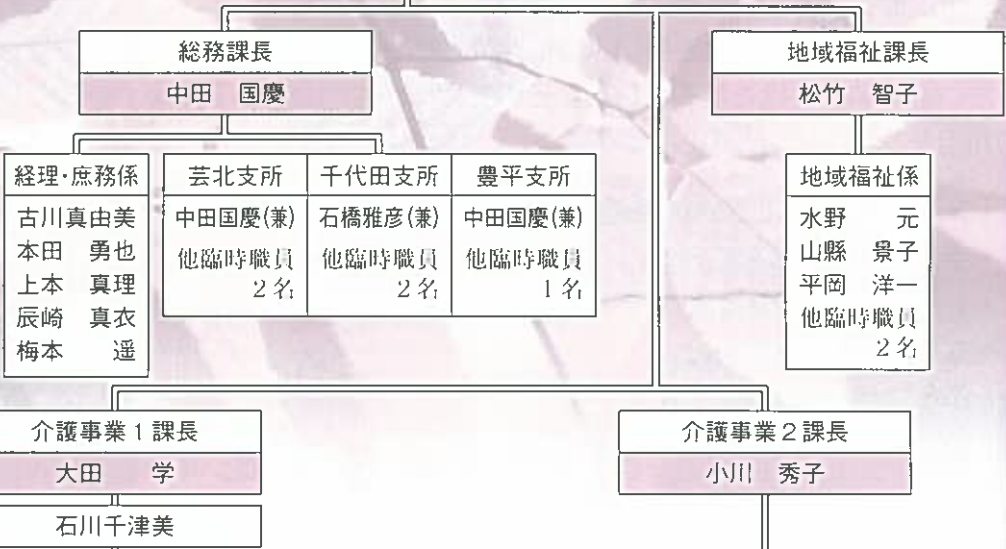 総務課長
中田　国慶
地域福祉課長
松竹　智子
経理・庶務係
古川真由美
本田　勇也
上本　真理
辰崎　真衣
梅本　　遥
芸北支所
中田国慶(兼)
他臨時職員
2名
千代田支所
石橋雅彦(兼)
他臨時職員
2名
豊平支所
中田国慶(兼)
他臨時職員
1名
地域福祉係
水野　　元
山縣　景子
平岡　洋一
他臨時職員
2名
介護事業1課長
大田　　学
石川千津美
介護事業2課長
小川　秀子